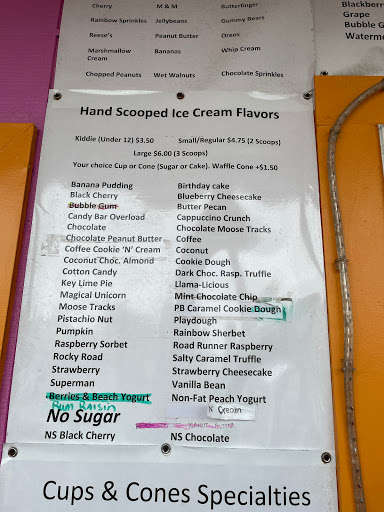 Cherry M & M Butterfinger
Rainbow Sprinkles Jellybeans Gummy Bears
Reese's Peanut Butter Oreos
Marshmallow Cream Bananas Whip Cream
Chopped Peanuts Wet Walnuts Chocolate Sprinkles
Blackberry
Grape
Bubble G
Waterme
Hand Scooped Ice Cream Flavors
Kiddie (Under 12) $3.50 Small/Regular $4.75 (2 Scoops)
Large $6.00 (3 Scoops)
Your choice Cup or Cone (Sugar or Cake). Waffle Cone +$1.50
Banana Pudding Birthday cake
Black Cherry Blueberry Cheesecake
Bubble Gum Butter Pecan
Candy Bar Overload Cappuccino Crunch
Chocolate Chocolate Moose Tracks
Chocolate Peanut Butter Coffee
Coffee Cookie 'N' Cream Coconut
Coconut Choc. Almond Cookie Dough
Cotton Candy Dark Choc. Rasp. Truffle
Key Lime Pie Llama-Licious
Magical Unicorn Mint Chocolate Chip
Moose Tracks PB Caramel Cookie Dough
Pistachio Nut Playdough
Pumpkin Rainbow Sherbet
Raspberry Sorbet Road Runner Raspberry
Rocky Road Salty Caramel Truffle
Strawberry Strawberry Cheesecake
Superman Vanilla Bean
Berries & Beach Yogurt Non-Fat Peach Yogurt
Rum Raisin N Cream
No Sugar
NS Black Cherry NS Chocolate
Cups & Cones Specialties